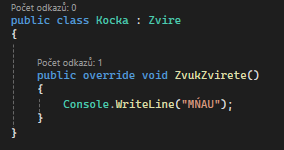 Počet odkazů: 0
public class Kocka : Zvire
{
Počet odkazů: 1
public override void ZvukZvirete()
{
Console.WriteLine("MŇAU");
}
}